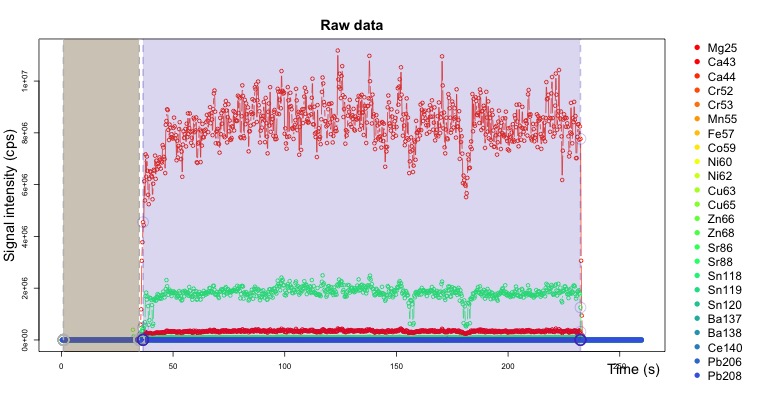 Raw data
Signal intensity (cps)
1e+07
8e+06
6e+06
4e+06
2e+06
0e+00
0
50
100
150
200
250
Time (s)
Mg25
Ca43
Ca44
Cr52
Cr53
Mn55
Fe57
Co59
Ni60
Ni62
Cu63
Cu65
Zn66
Zn68
Sr86
Sr88
Sn118
Sn119
Sn120
Ba137
Ba138
Ce140
Pb206
Pb208